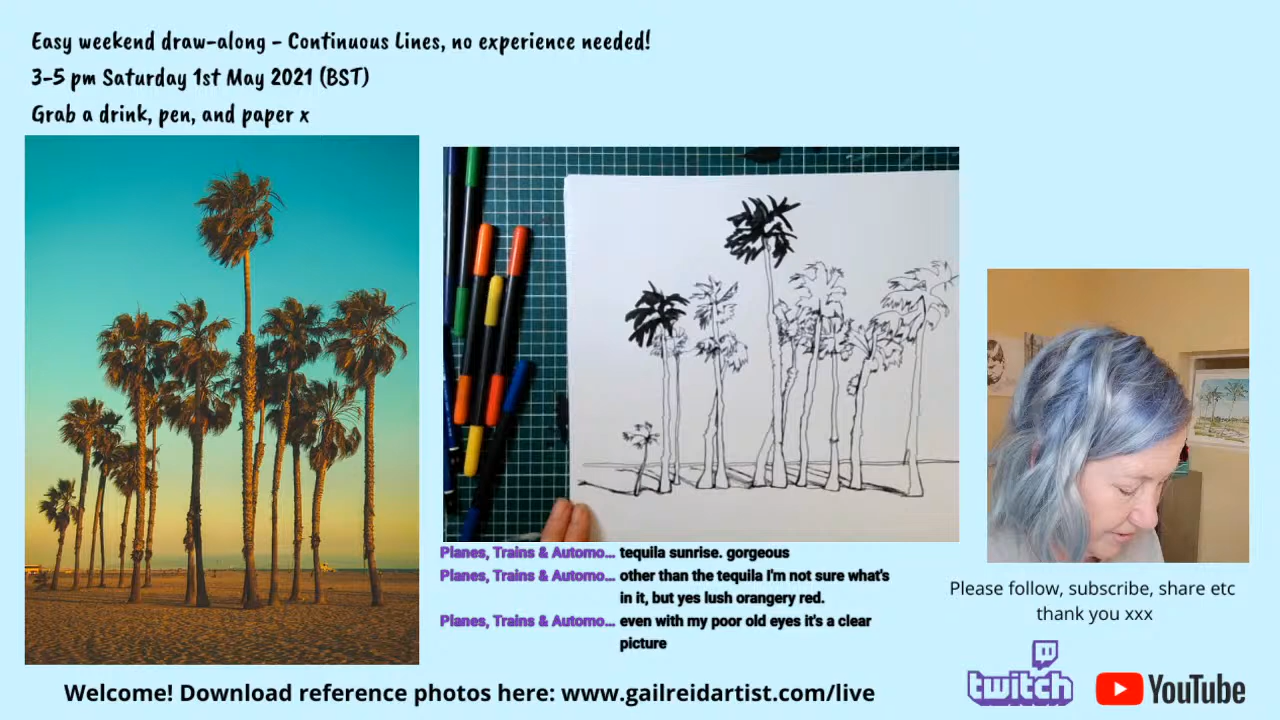 Easy weekend draw-along - Continuous Lines, no experience needed!
3-5 pm Saturday 1st May 2021 (BST)
Grab a drink, pen, and paper x
Planes, Trains & Automo... tequila sunrise. gorgeous
Planes, Trains & Automo... other than the tequila I'm not sure what's
in it, but yes lush orangery red.
Planes, Trains & Automo... even with my poor old eyes it's a clear
picture
Please follow, subscribe, share etc
thank you xxx
twitch
YouTube
Welcome! Download reference photos here: www.gailreidartist.com/live